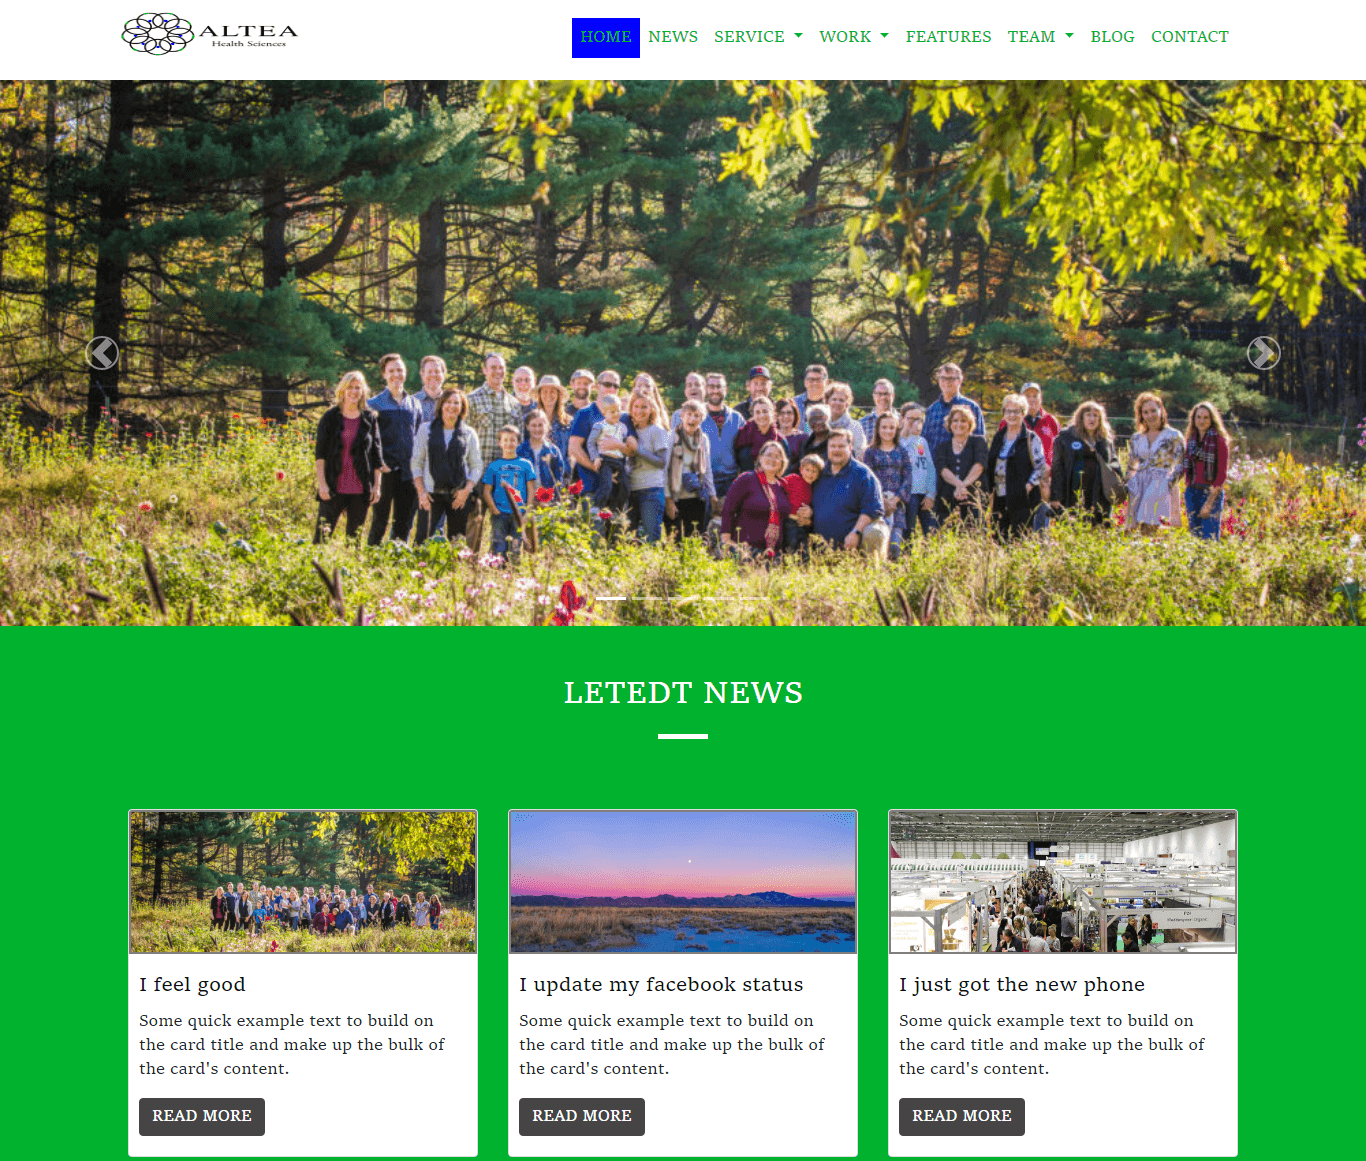 ALTEA
Health Sciences
HOME NEWS SERVICE WORK FEATURES TEAM BLOG CONTACT
LETEDT NEWS
I feel good
Some quick example text to build on
the card title and make up the bulk of
the card's content.
READ MORE
I update my facebook status
Some quick example text to build on
the card title and make up the bulk of
the card's content.
READ MORE
I just got the new phone
Some quick example text to build on
the card title and make up the bulk of
the card's content.
READ MORE